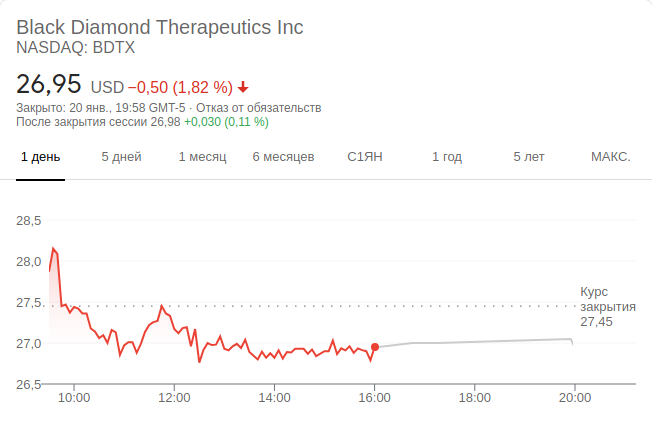 Black Diamond Therapeutics Inc
NASDAQ: BDTX
26,95 USD −0,50 (1,82 %)
Закрыто: 20 янв., 19:58 GMT-5 · Отказ от обязательств
После закрытия сессии 26,98 +0,030 (0,11 %)
1 день 5 дней 1 месяц 6 месяцев С1ЯН 1 год 5 лет МАКС.
28,5
28,0
27,5
27,0
26,5
Курс
закрытия
27,45
10:00 12:00 14:00 16:00 18:00 20:00